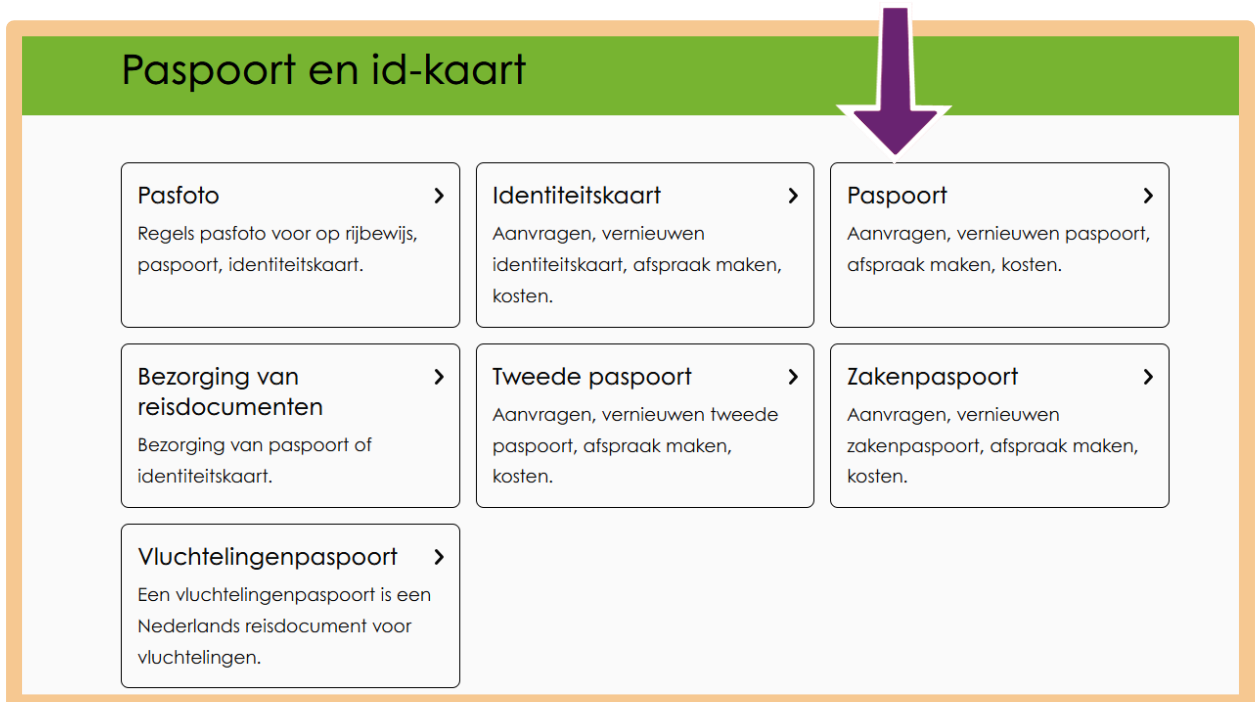 Paspoort en id-kaart
Pasfoto
Regels pasfoto voor op rijbewijs,
paspoort, identiteitskaart.
Identiteitskaart
Aanvragen, vernieuwen
identiteitskaart, afspraak maken,
kosten.
Paspoort
Aanvragen, vernieuwen paspoort,
afspraak maken, kosten.
Bezorging van
reisdocumenten
Bezorging van paspoort of
identiteitskaart.
Tweede paspoort
Aanvragen, vernieuwen tweede
paspoort, afspraak maken,
kosten.
Zakenpaspoort
Aanvragen, vernieuwen
zakenpaspoort, afspraak maken,
kosten.
Vluchtelingenpaspoort
Een vluchtelingenpaspoort is een
Nederlands reisdocument voor
vluchtelingen.